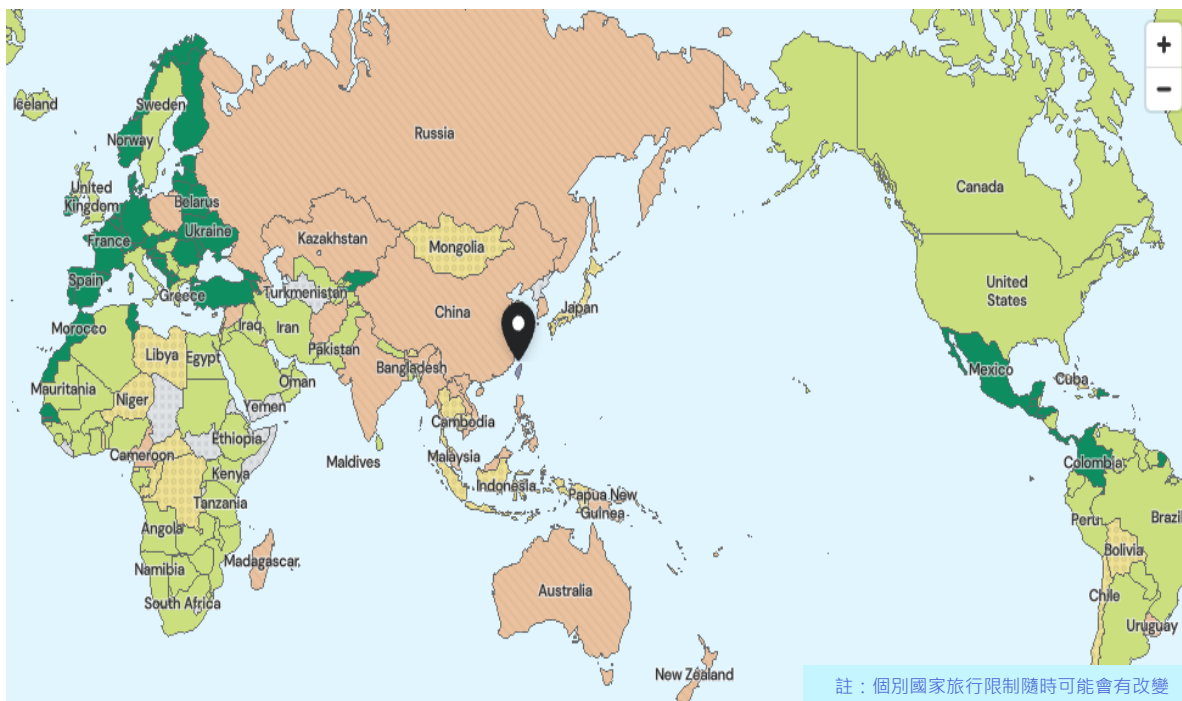 Iceland
Sweden
Norway
Russia
United
Kingdom
Belarus
Canada
Ukraine
France
Kazakhstan
Mongolia
Spain
United
States
Greece
Turkmenistan
China
Japan
Morocco
Iraq
Iran
Libya
Egypt
Pakistan
Bangladesh
Mexico
Cuba
Mauritania
Oman
Niger
Yemen
Cambodia
Ethiopia
Cameroon
Maldives
Malaysia
Colombia
Kenya
Indonesia
Papua New
Guinea
Tanzania
Peru
Brazi
Angola
Bolivia
Namibia
Madagascar
Australia
Chile
South Africa
Uruguay
New Zealand
註：個別國家旅行限制隨時可能會有改變
+
−